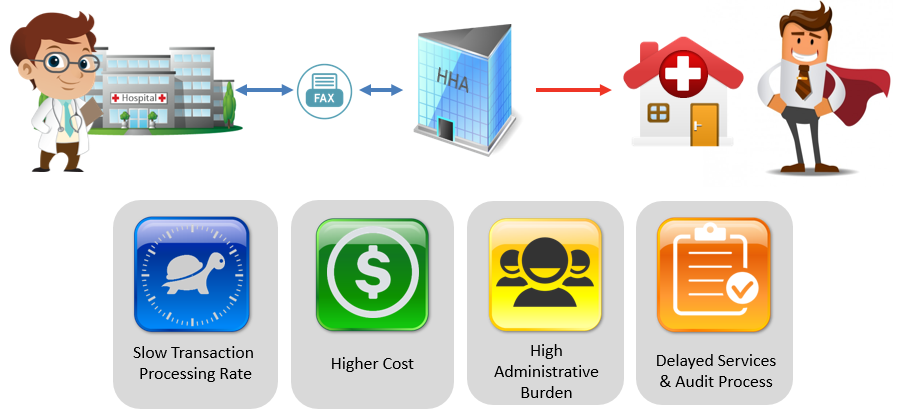 Hospital
FAX
HHA
$
Slow Transaction
Processing Rate
Higher Cost
High
Administrative
Burden
Delayed Services
& Audit Process